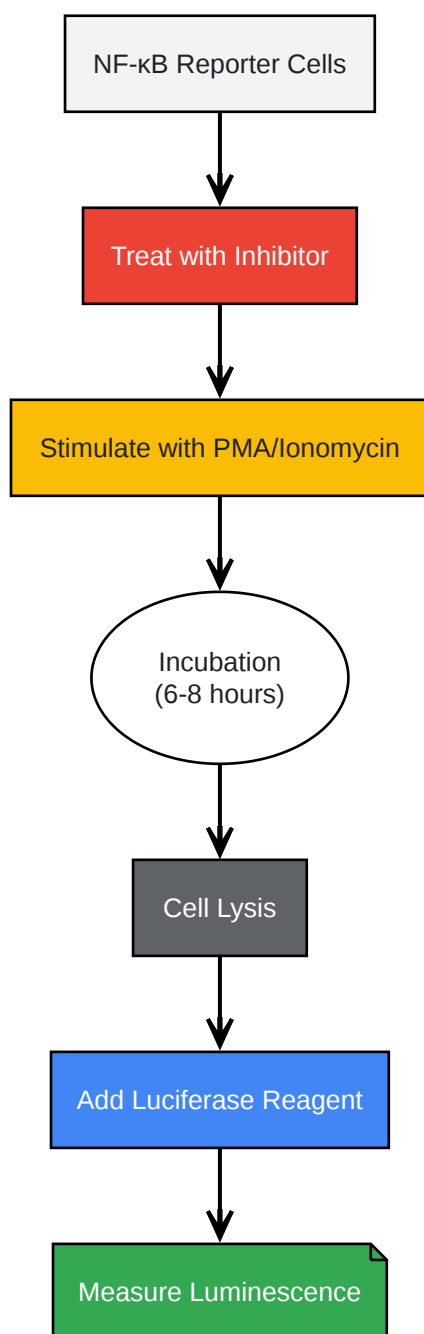 NF-κB Reporter Cells
Treat with Inhibitor
Stimulate with PMA/Ionomycin
Incubation
(6-8 hours)
Cell Lysis
Add Luciferase Reagent
Measure Luminescence